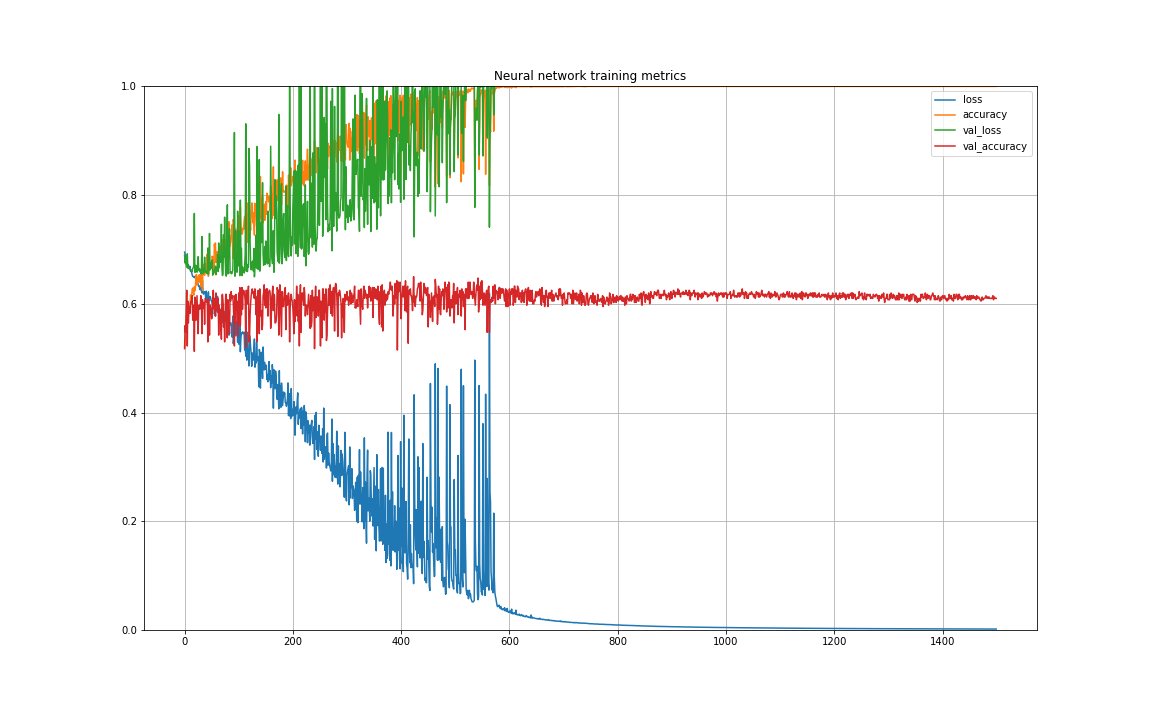 Neural network training metrics
1.0
0.8
0.6
0.4
0.2
0.0
loss
accuracy
val_loss
val_accuracy
0 200 400 600 800 1000 1200 1400